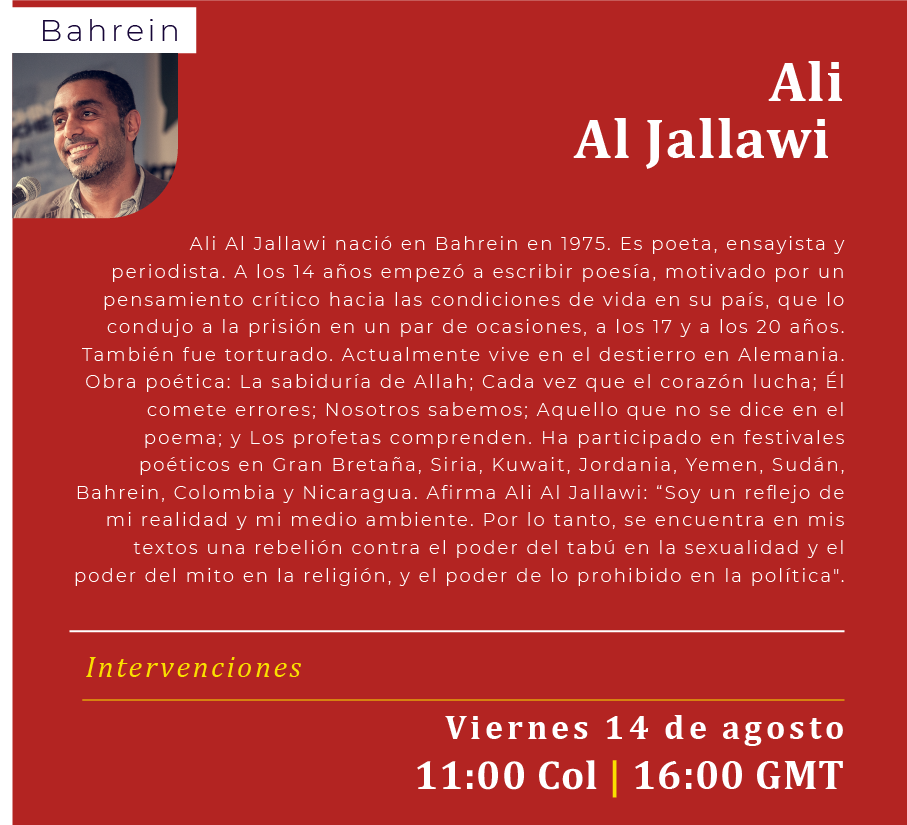 Bahrein
Ali
Al Jallawi
Ali Al Jallawi nació en Bahrein en 1975. Es poeta, ensayista y
periodista. A los 14 años empezó a escribir poesía, motivado por un
pensamiento crítico hacia las condiciones de vida en su país, que lo
condujo a la prisión en un par de ocasiones, a los 17 y a los 20 años.
También fue torturado. Actualmente vive en el destierro en Alemania.
Obra poética: La sabiduría de Allah; Cada vez que el corazón lucha; Él
comete errores; Nosotros sabemos; Aquello que no se dice en el
poema; y Los profetas comprenden. Ha participado en festivales
poéticos en Gran Bretaña, Siria, Kuwait, Jordania, Yemen, Sudán,
Bahrein, Colombia y Nicaragua. Afirma Ali Al Jallawi: “Soy un reflejo de
mi realidad y mi medio ambiente. Por lo tanto, se encuentra en mis
textos una rebelión contra el poder del tabú en la sexualidad y el
poder del mito en la religión, y el poder de lo prohibido en la política".
Intervenciones
Viernes 14 de agosto
11:00 Col | 16:00 GMT